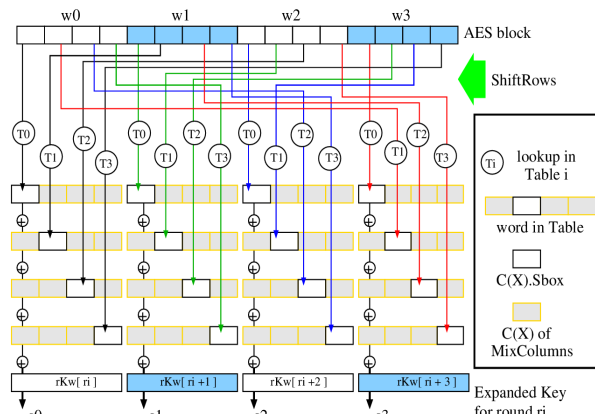 w0 w1 w2 w3
AES block
ShiftRows
T0 T0 T0 T0
T2 T2 T2 T2
T1 T1 T1 T1
T3 T3 T3 T3
Ti lookup in
Table i
word in Table
C(X).Sbox
C(X) of
MixColumns
rKw[ ri ] rKw[ ri +1 ] rKw[ ri +2 ] rKw[ ri + 3 ]
Expanded Key
for round ri